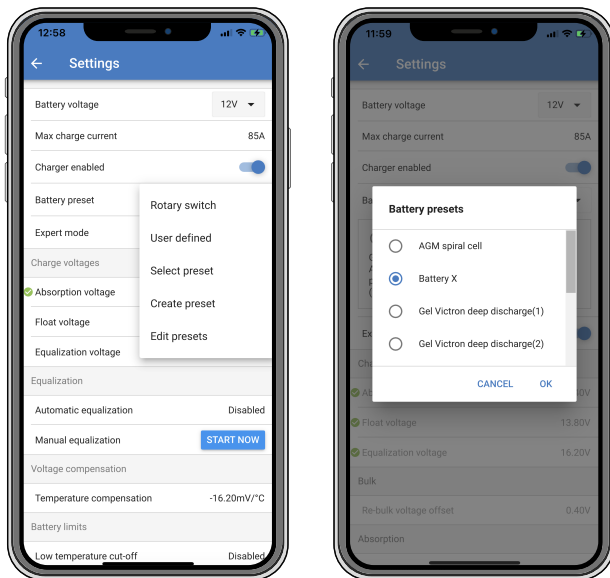 12:58
Settings
Battery voltage 12V
Max charge current 85A
Charger enabled
Battery preset
Expert mode
Rotary switch
User defined
Select preset
Create preset
Edit presets
Charge voltages
Absorption voltage
Float voltage
Equalization voltage
Equalization
Automatic equalization Disabled
Manual equalization START NOW
Voltage compensation
Temperature compensation -16.20mV/°C
Battery limits
Low temperature cut-off Disabled
11:59
Settings
Battery voltage 12V
Max charge current 85A
Charger enabled
Ba
Battery presets
AGM spiral cell
Battery X
Gel Victron deep discharge(1)
Gel Victron deep discharge(2)
CANCEL OK
Ex
Ch
Ab
Float voltage 13.80V
Equalization voltage 16.20V
Bulk
Re-bulk voltage offset 0.40V
Absorption